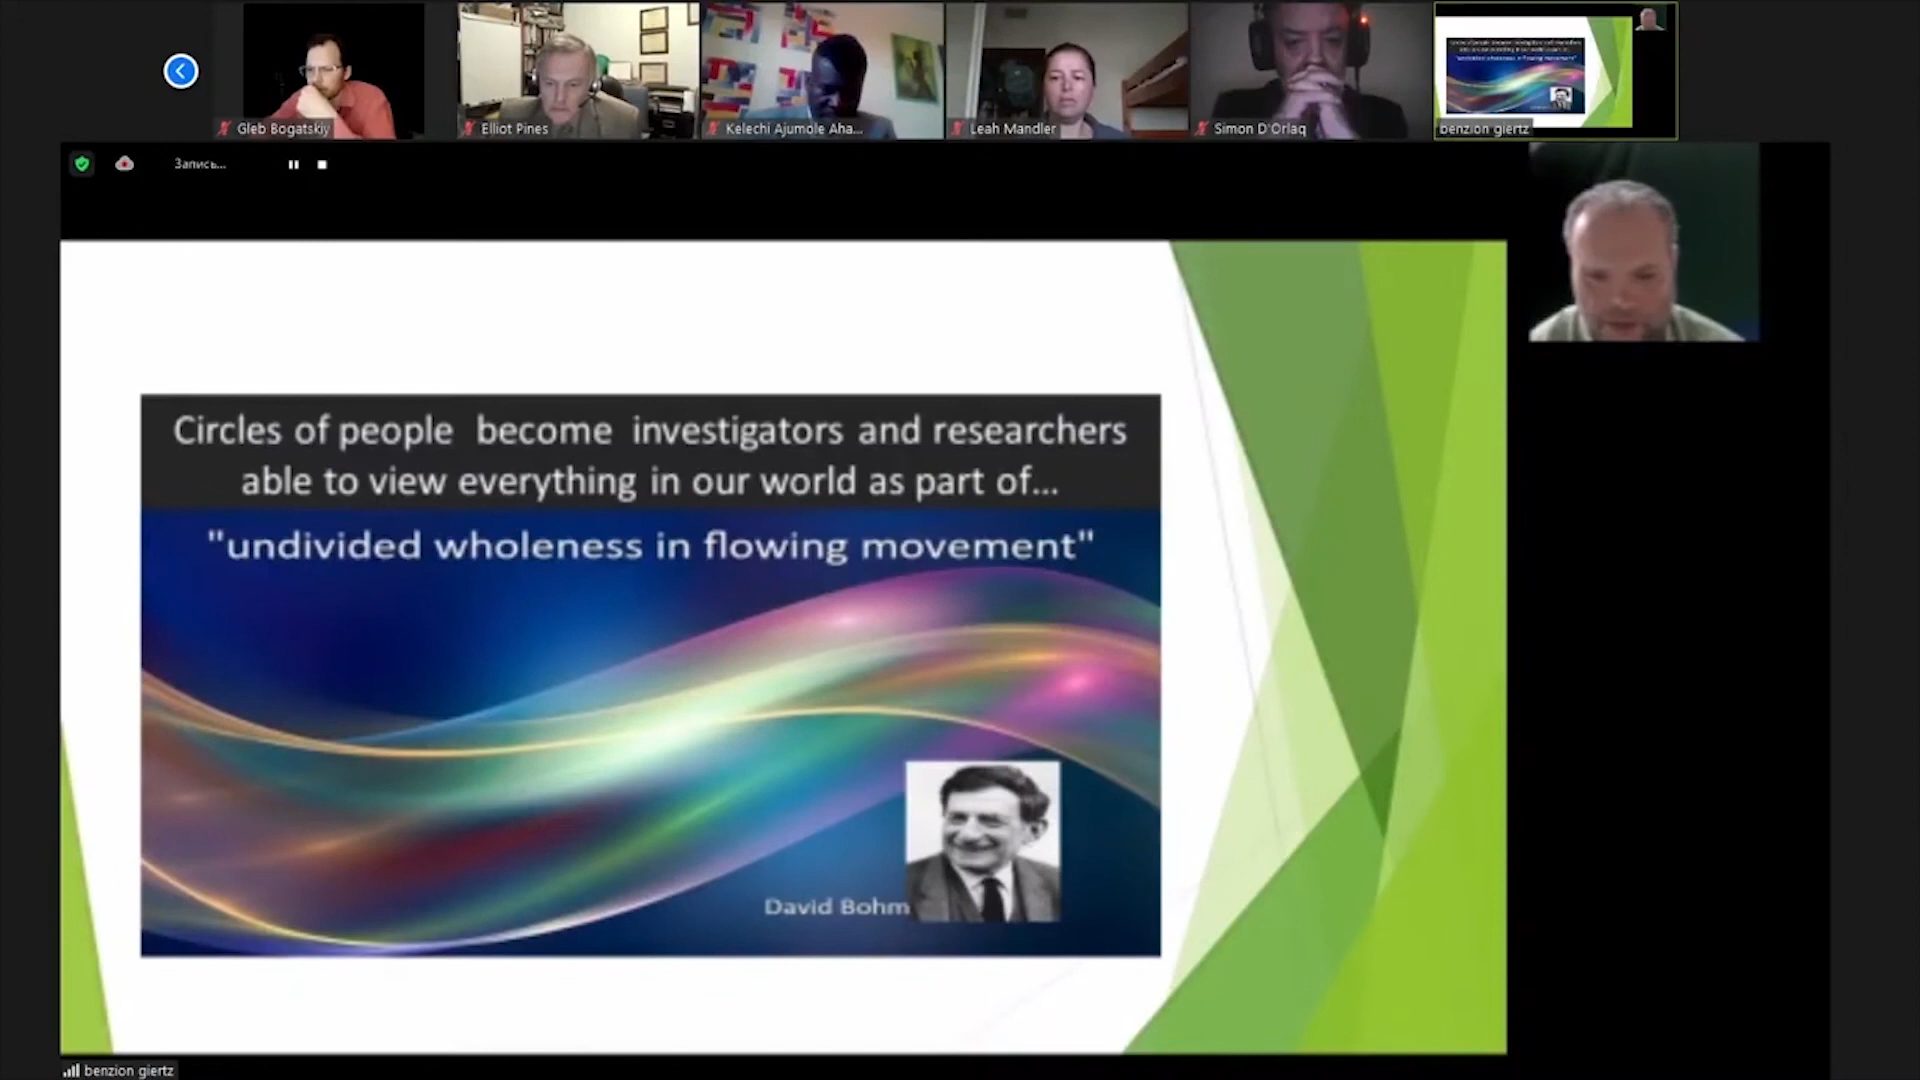 Gleb Bogatskiy
Elliot Pines
Kelechi Ajumole Aha...
Leah Mandler
Simon D'Orlaq
benzion giertz
Запись...
Circles of people become investigators and researchers
able to view everything in our world as part of...
"undivided wholeness in flowing movement"
David Bohm
benzion giertz